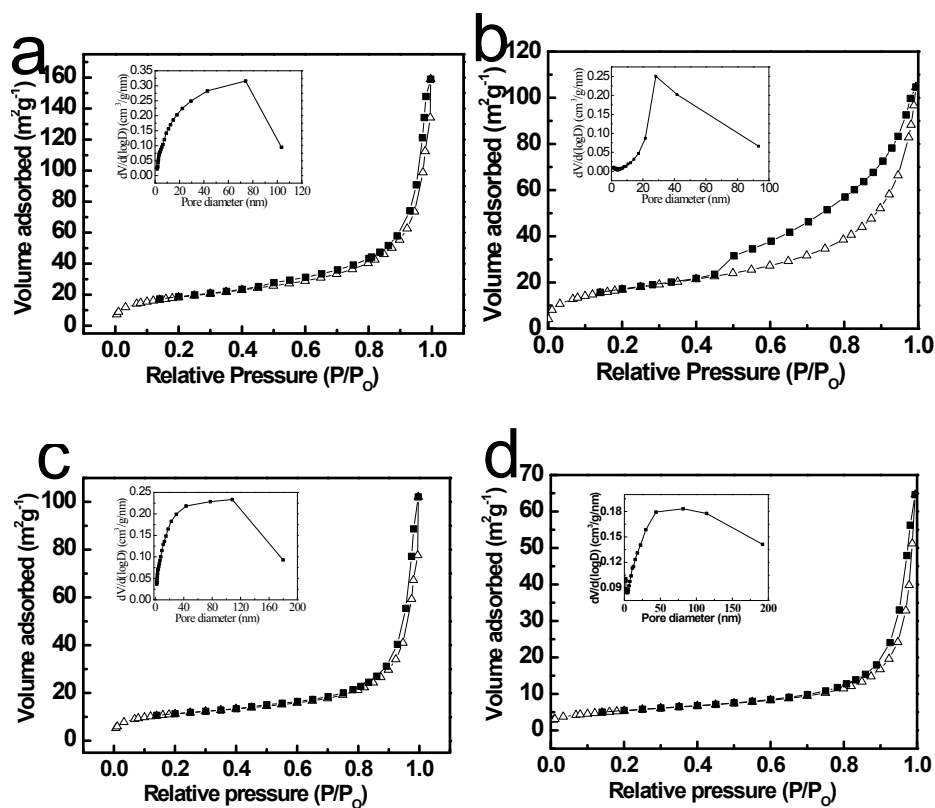 a
160
140
120
100
80
60
40
20
0
Volume adsorbed (m²g⁻¹)
0.0 0.2 0.4 0.6 0.8 1.0
Relative Pressure (P/P_O)
0.35
0.30
0.25
0.20
0.15
0.10
0.05
0.00
dV/d(logD) (cm³/g/nm)
0 20 40 60 80 100 120
Pore diameter (nm)
b
120
100
80
60
40
20
0
Volume adsorbed (m²g⁻¹)
0.0 0.2 0.4 0.6 0.8 1.0
Relative Pressure (P/P_O)
0.25
0.20
0.15
0.10
0.05
0.00
dV/d(logD) (cm³/g/nm)
0 20 40 60 80 100
Pore diameter (nm)
c
100
80
60
40
20
0
Volume adsorbed (m²g⁻¹)
0.0 0.2 0.4 0.6 0.8 1.0
Relative pressure (P/P_O)
0.25
0.20
0.15
0.10
0.05
0.00
dV/d(logD) (cm³/g/nm)
0 40 80 120 160 200
Pore diameter (nm)
d
70
60
50
40
30
20
10
0
Volume adsorbed (m²g⁻¹)
0.0 0.2 0.4 0.6 0.8 1.0
Relative pressure (P/P_O)
0.18
0.15
0.12
0.09
dV/d(logD) (cm³/g/nm)
0 50 100 150 200
Pore diameter (nm)